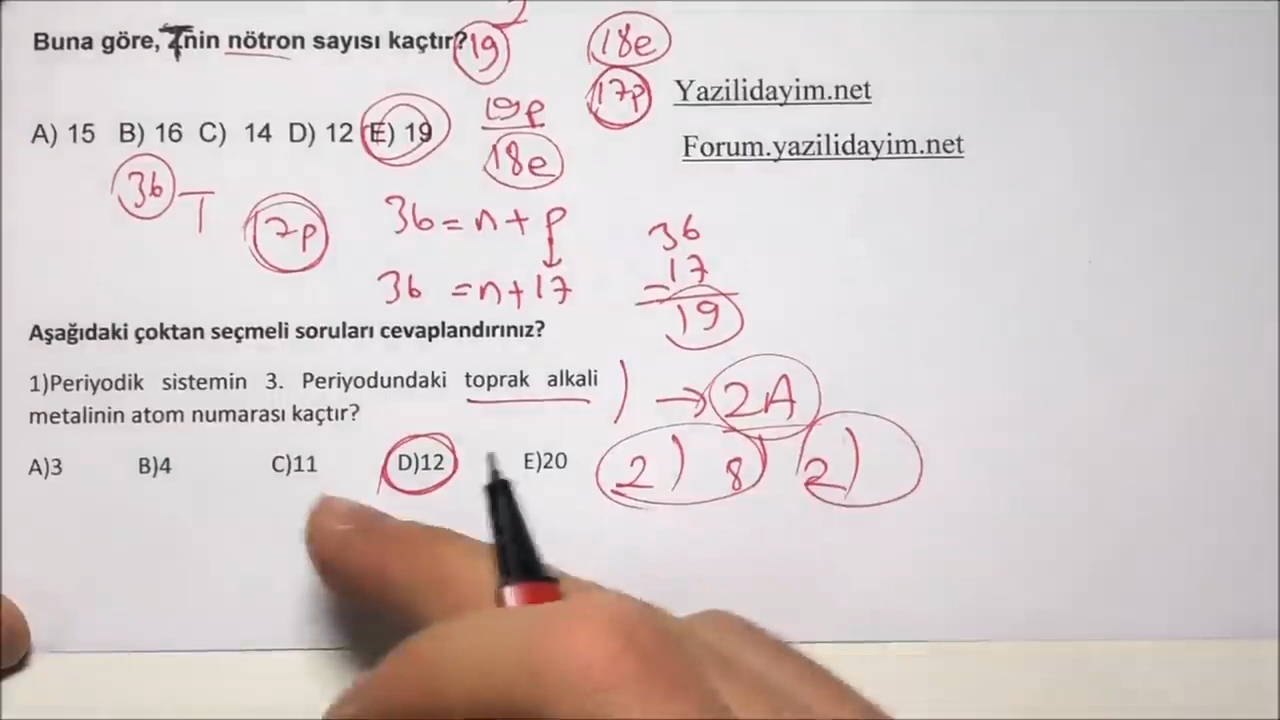 Buna göre, T nin nötron sayısı kaçtır? 19
18e
17p
Yazilidayim.net
A) 15 B) 16 C) 14 D) 12 E) 19
19p
18e
Forum.yazilidayim.net
36 T
17p
36 = n + p
36 = n + 17
36
- 17
19
Aşağıdaki çoktan seçmeli soruları cevaplandırınız?
1)Periyodik sistemin 3. Periyodundaki toprak alkali ) → 2A
metalinin atom numarası kaçtır?
A)3 B)4 C)11 D)12 E)20
2 ) 8 ) 2 )